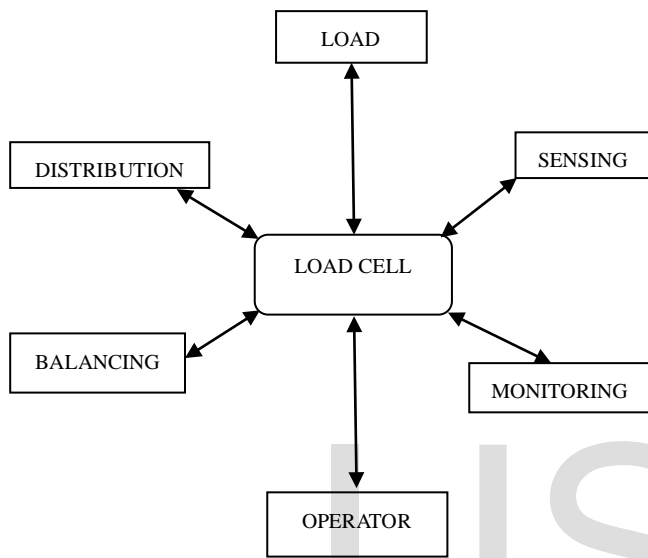 LOAD
DISTRIBUTION
SENSING
LOAD CELL
BALANCING
MONITORING
OPERATOR